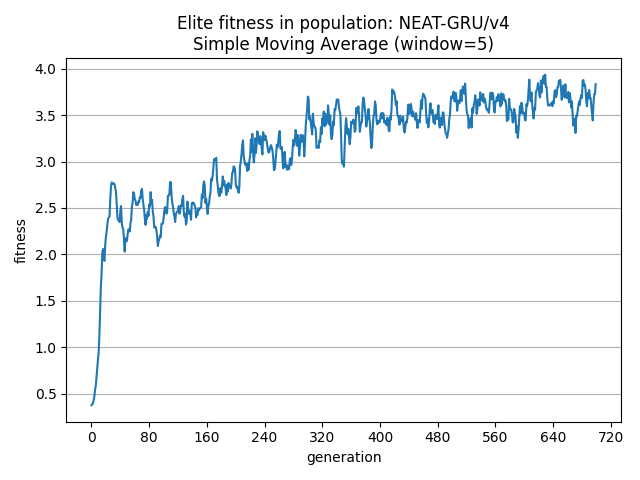 Elite fitness in population: NEAT-GRU/v4
Simple Moving Average (window=5)
fitness
4.0
3.5
3.0
2.5
2.0
1.5
1.0
0.5
0 80 160 240 320 400 480 560 640 720
generation